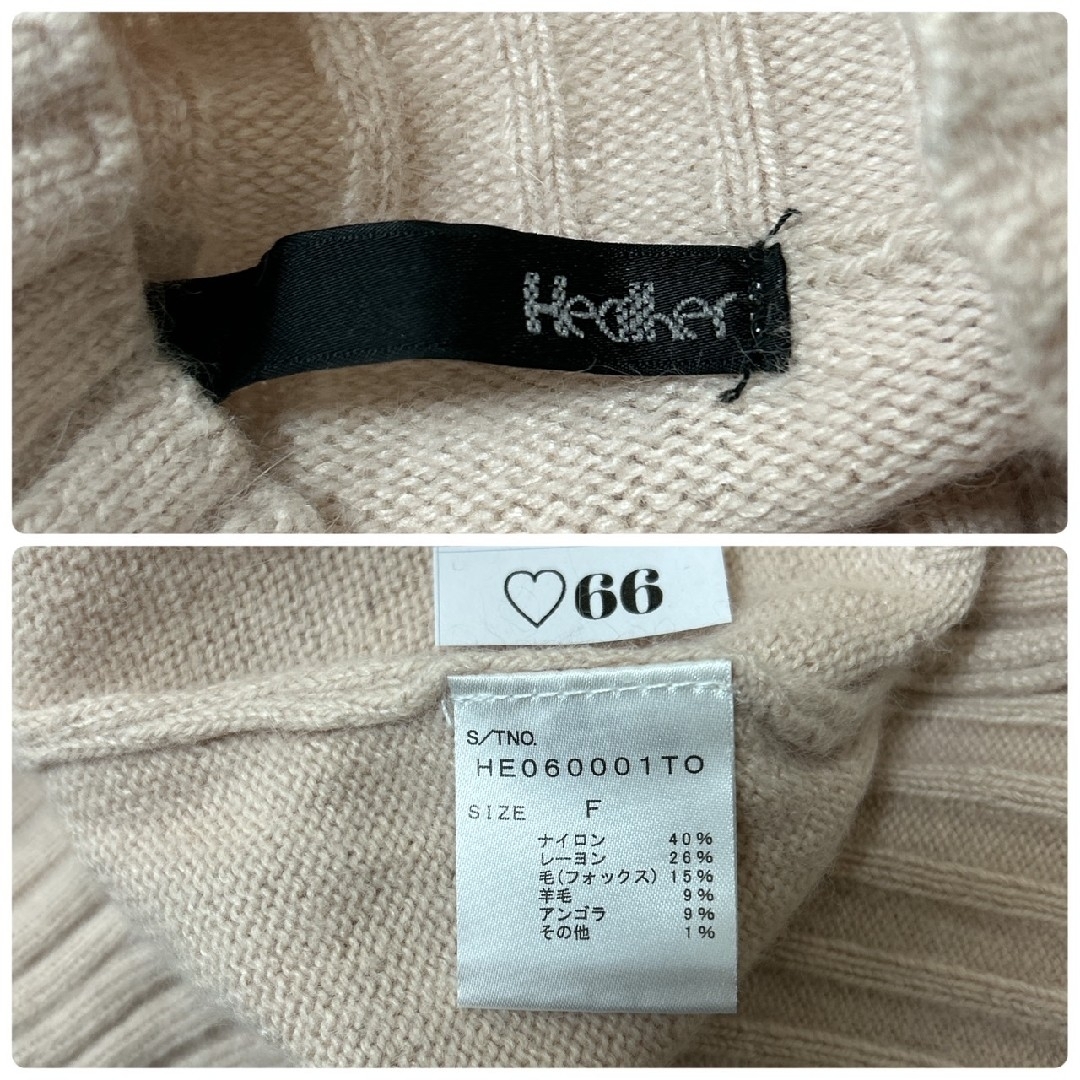 Heather
♡66
S/TNO.
HE060001TO
SIZE F
ナイロン 40%
レーヨン 26%
毛(フォックス) 15%
羊毛 9%
アンゴラ 9%
その他 1%